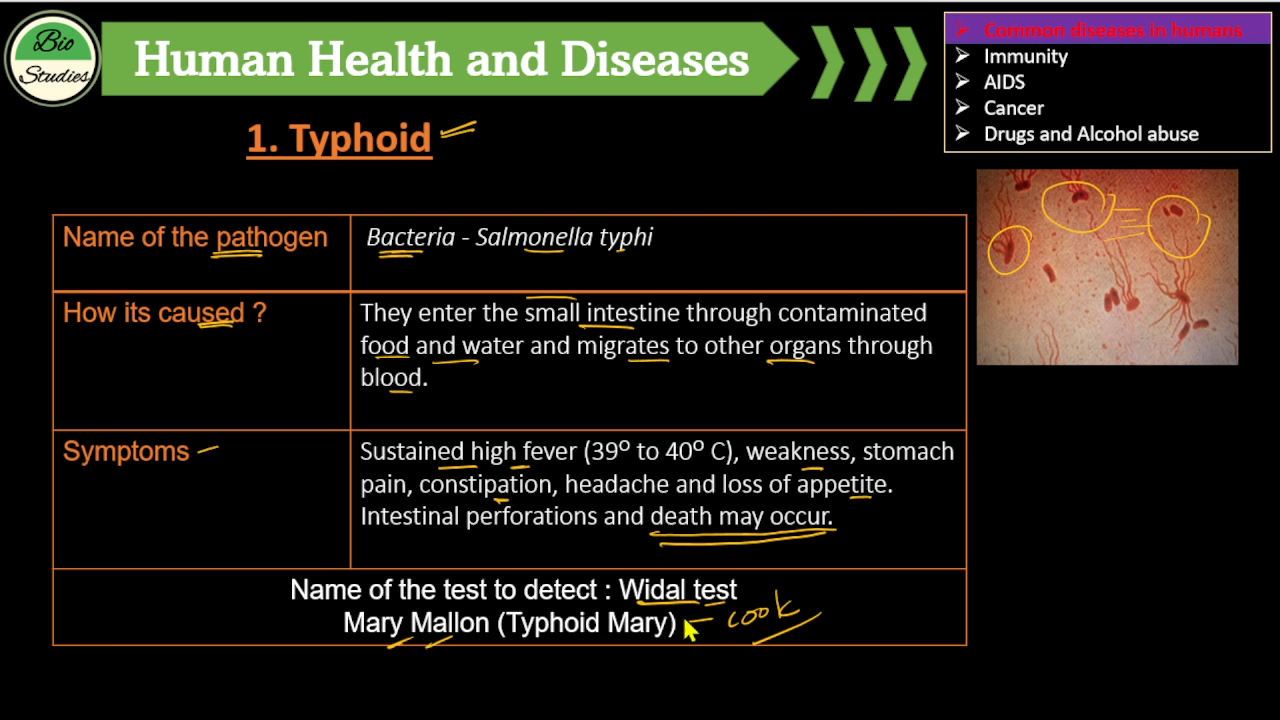 Bio
Studies
Human Health and Diseases
➢ Common diseases in humans
➢ Immunity
➢ AIDS
➢ Cancer
➢ Drugs and Alcohol abuse
1. Typhoid
Name of the pathogen
Bacteria - Salmonella typhi
How its caused ?
They enter the small intestine through contaminated
food and water and migrates to other organs through
blood.
Symptoms
Sustained high fever (39º to 40º C), weakness, stomach
pain, constipation, headache and loss of appetite.
Intestinal perforations and death may occur.
Name of the test to detect : Widal test
Mary Mallon (Typhoid Mary) - cook